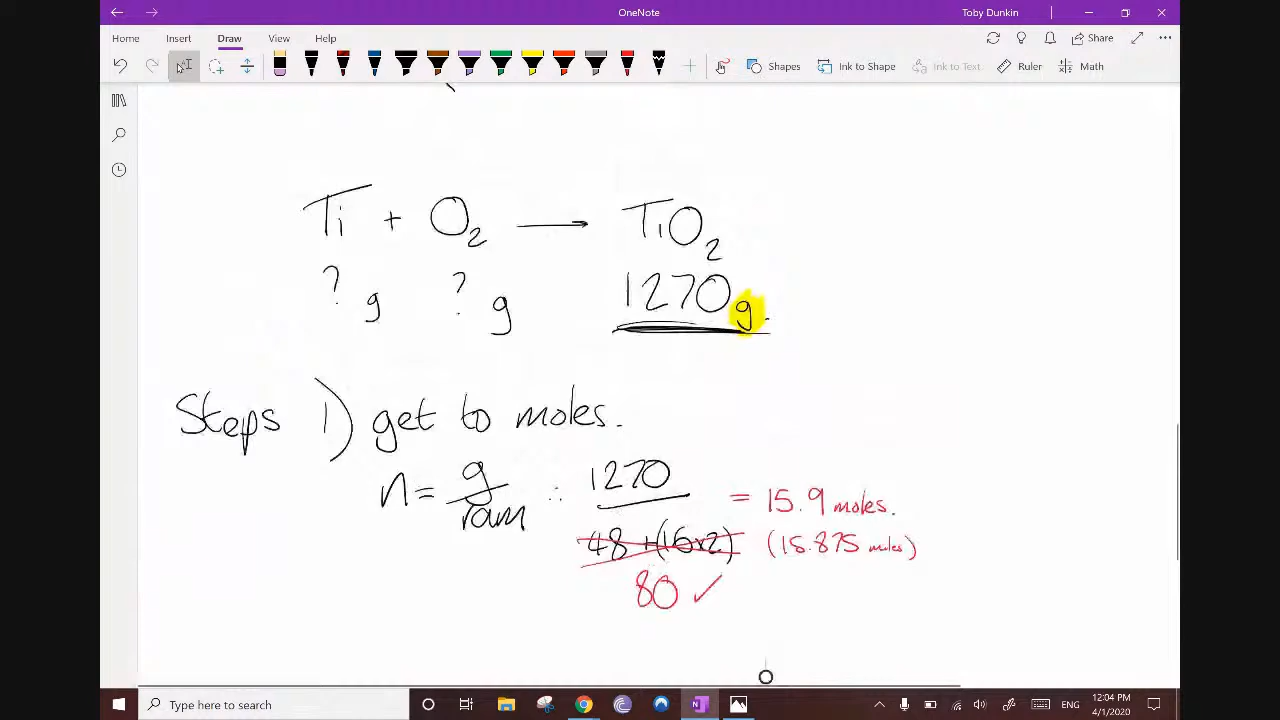 OneNote
Toby Dunkin
Home Insert Draw View Help
Share
Shapes Ink to Shape Ink to Text Ruler Math
Ti + O2 → TiO2
? g ? g 1270g.
Steps 1) get to moles.
n = g/ram ∴ 1270 / 48 + (16x2) = 15.9 moles.
(15.875 moles)
80 ✓
Type here to search
ENG
12:04 PM
4/1/2020